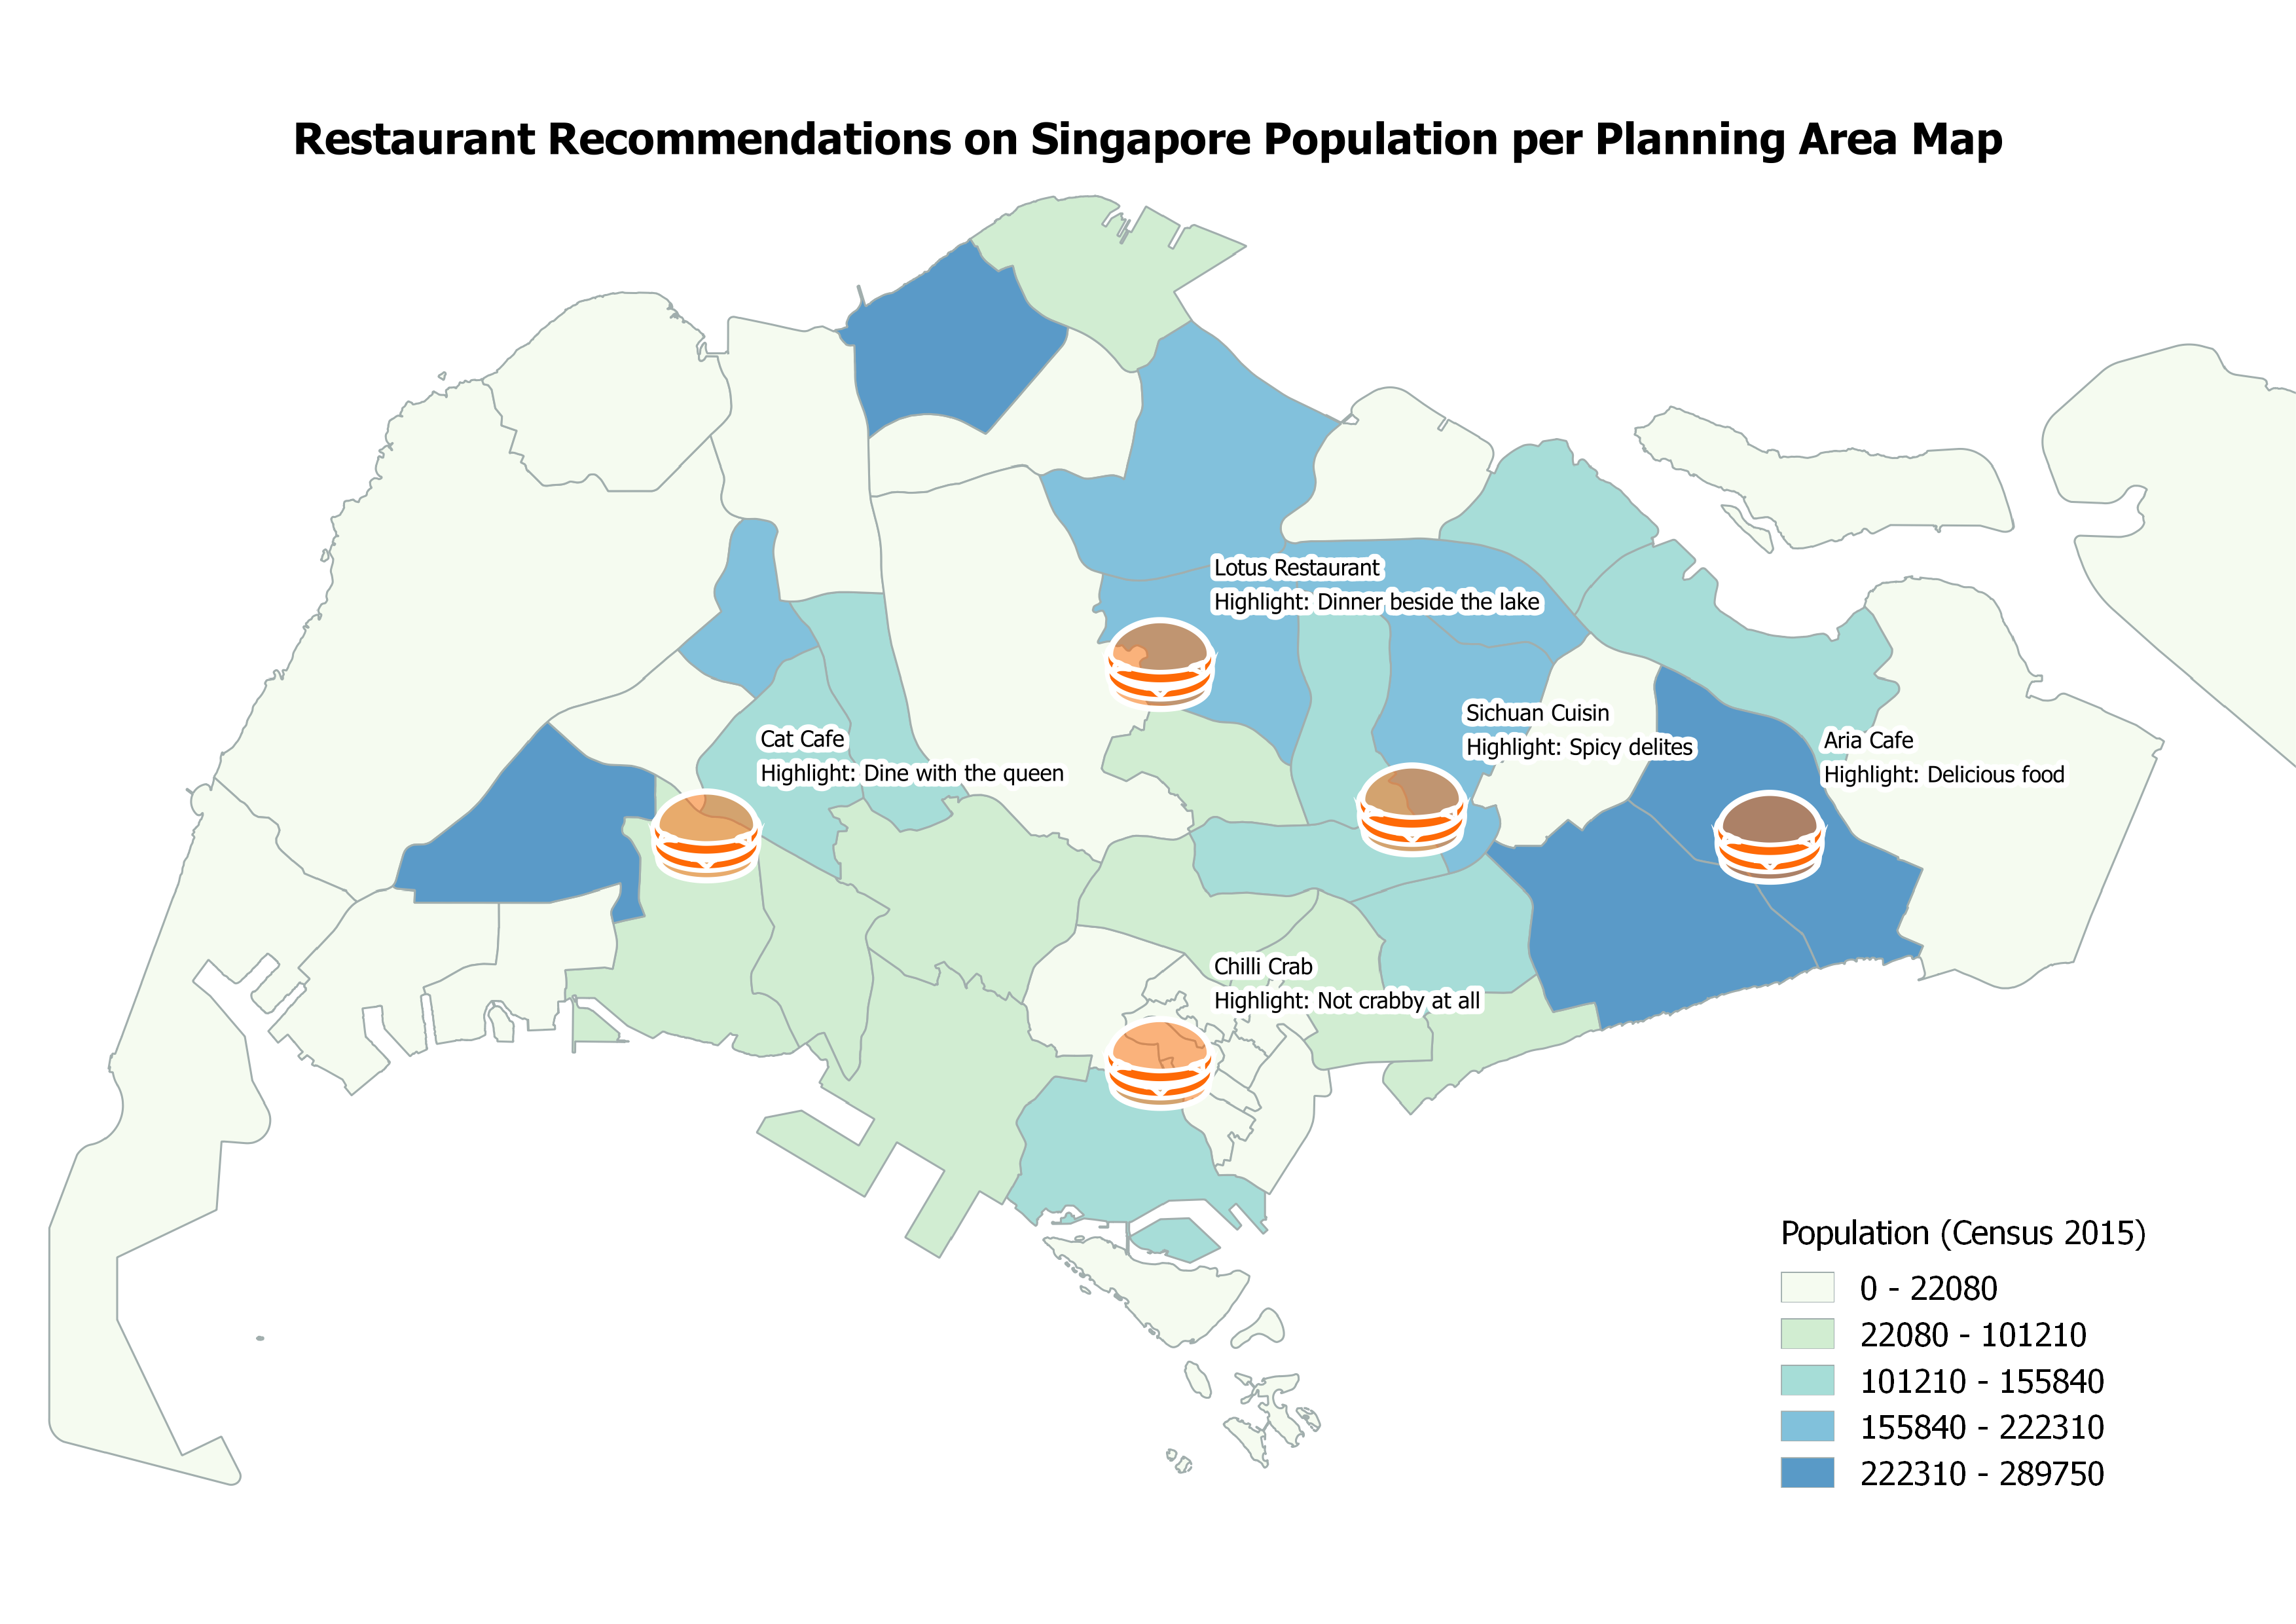 Restaurant Recommendations on Singapore Population per Planning Area Map
Lotus Restaurant
Highlight: Dinner beside the lake
Sichuan Cuisin
Highlight: Spicy delites
Cat Cafe
Highlight: Dine with the queen
Aria Cafe
Highlight: Delicious food
Chilli Crab
Highlight: Not crabby at all
Population (Census 2015)
0 - 22080
22080 - 101210
101210 - 155840
155840 - 222310
222310 - 289750